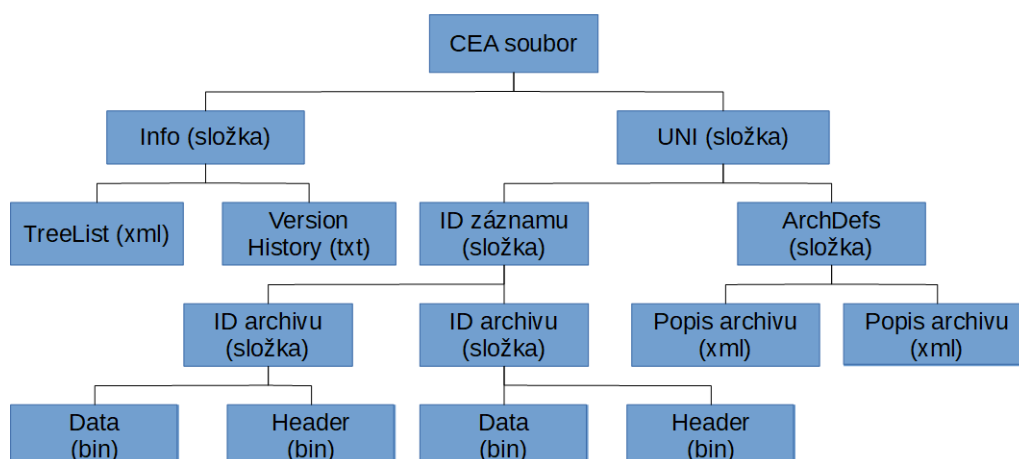 CEA soubor
Info (složka)
UNI (složka)
TreeList (xml)
Version
History (txt)
ID záznamu
(složka)
ArchDefs
(složka)
ID archivu
(složka)
ID archivu
(složka)
Popis archivu
(xml)
Popis archivu
(xml)
Data
(bin)
Header
(bin)
Data
(bin)
Header
(bin)